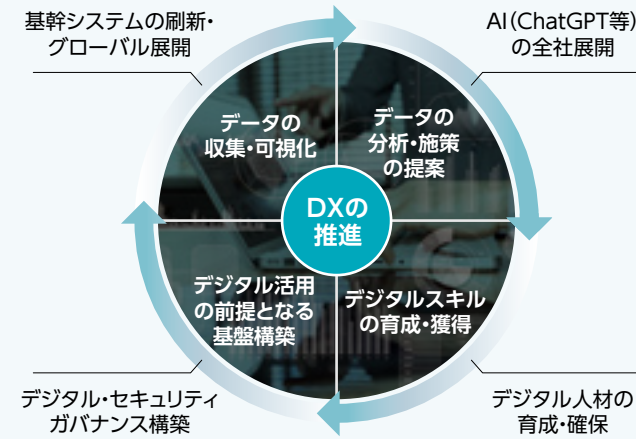 基幹システムの刷新・
グローバル展開
AI(ChatGPT等)
の全社展開
データの
収集・可視化
データの
分析・施策
の提案
DXの
推進
デジタル活用
の前提となる
基盤構築
デジタルスキル
の育成・獲得
デジタル・セキュリティ
ガバナンス構築
デジタル人材の
育成・確保